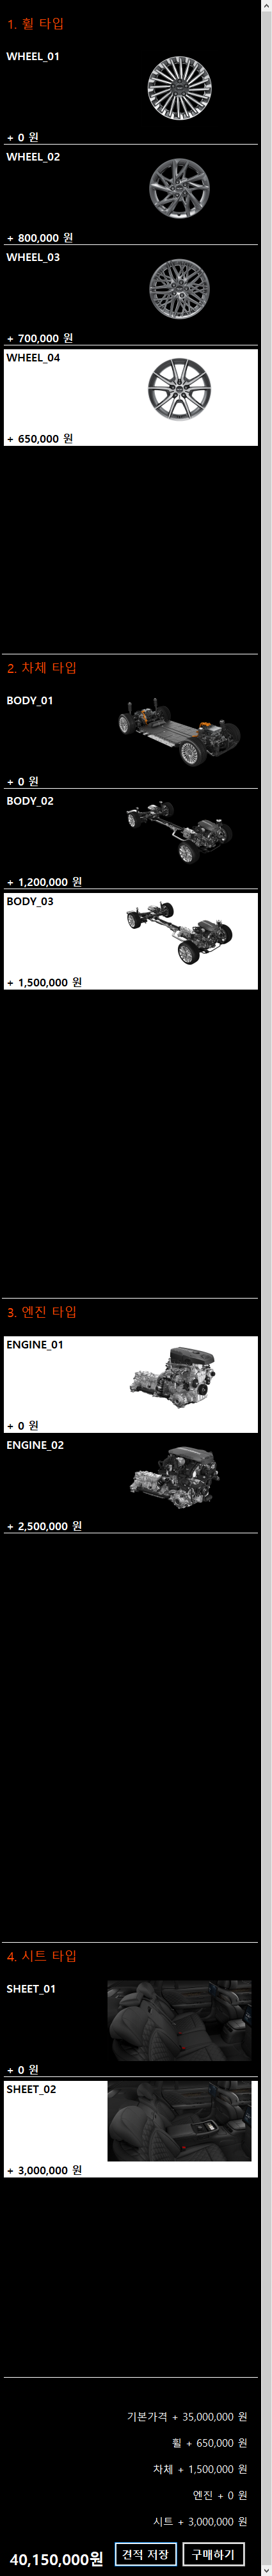 1. 휠 타입
WHEEL_01
+ 0 원
WHEEL_02
+ 800,000 원
WHEEL_03
+ 700,000 원
WHEEL_04
+ 650,000 원
2. 차체 타입
BODY_01
+ 0 원
BODY_02
+ 1,200,000 원
BODY_03
+ 1,500,000 원
3. 엔진 타입
ENGINE_01
+ 0 원
ENGINE_02
+ 2,500,000 원
4. 시트 타입
SHEET_01
+ 0 원
SHEET_02
+ 3,000,000 원
기본가격 + 35,000,000 원
휠 + 650,000 원
차체 + 1,500,000 원
엔진 + 0 원
시트 + 3,000,000 원
40,150,000원 견적 저장 구매하기